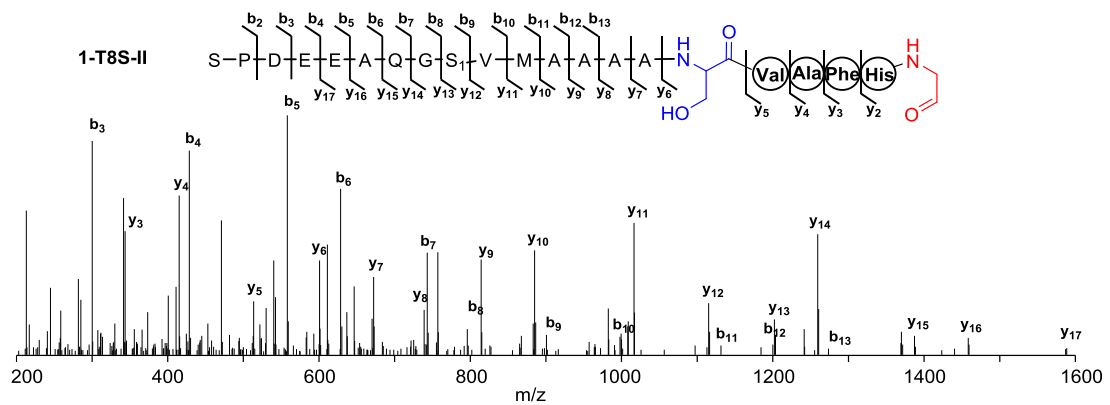 b2 b3 b4 b5 b6 b7 b8 b9 b10 b11 b12 b13
1-T8S-II
S P D E E A Q G S1 V M A A A A
H
N
O
HO
Val Ala Phe His
H
N
O
y17 y16 y15 y14 y13 y12 y11 y10 y9 y8 y7 y6
y5 y4 y3 y2
b3 y3 y4 b4 b5 y5 y6 b6 y7 y8 b7 b8 y9 y10 b9 b10 y11 y12 b11 b12 y13 y14 b13 y15 y16 y17
200 400 600 800 1000 1200 1400 1600
m/z